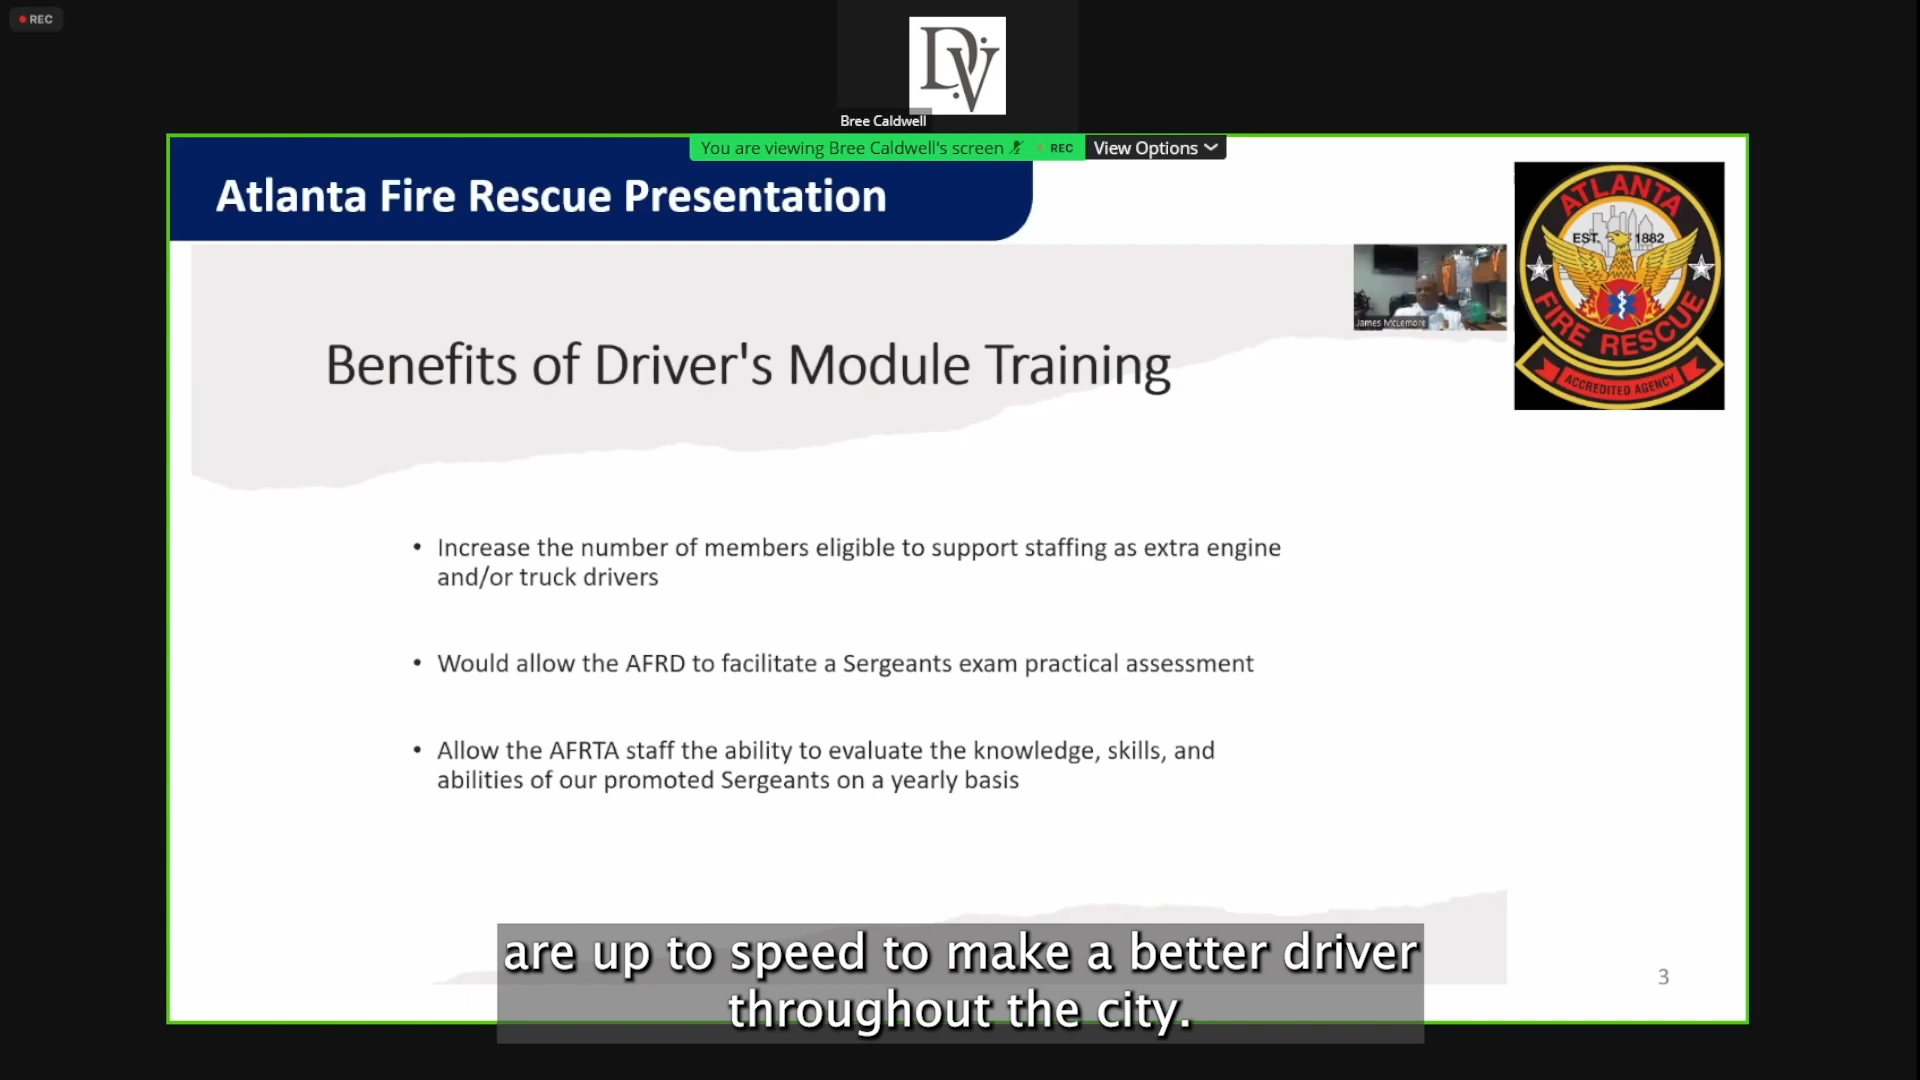 REC
DV
Bree Caldwell
You are viewing Bree Caldwell's screen
REC
View Options
Atlanta Fire Rescue Presentation
ATLANTA
EST. 1882
FIRE RESCUE
ACCREDITED AGENCY
James McLemore
Benefits of Driver's Module Training
• Increase the number of members eligible to support staffing as extra engine
and/or truck drivers
• Would allow the AFRD to facilitate a Sergeants exam practical assessment
• Allow the AFRTA staff the ability to evaluate the knowledge, skills, and
abilities of our promoted Sergeants on a yearly basis
are up to speed to make a better driver
throughout the city.
3